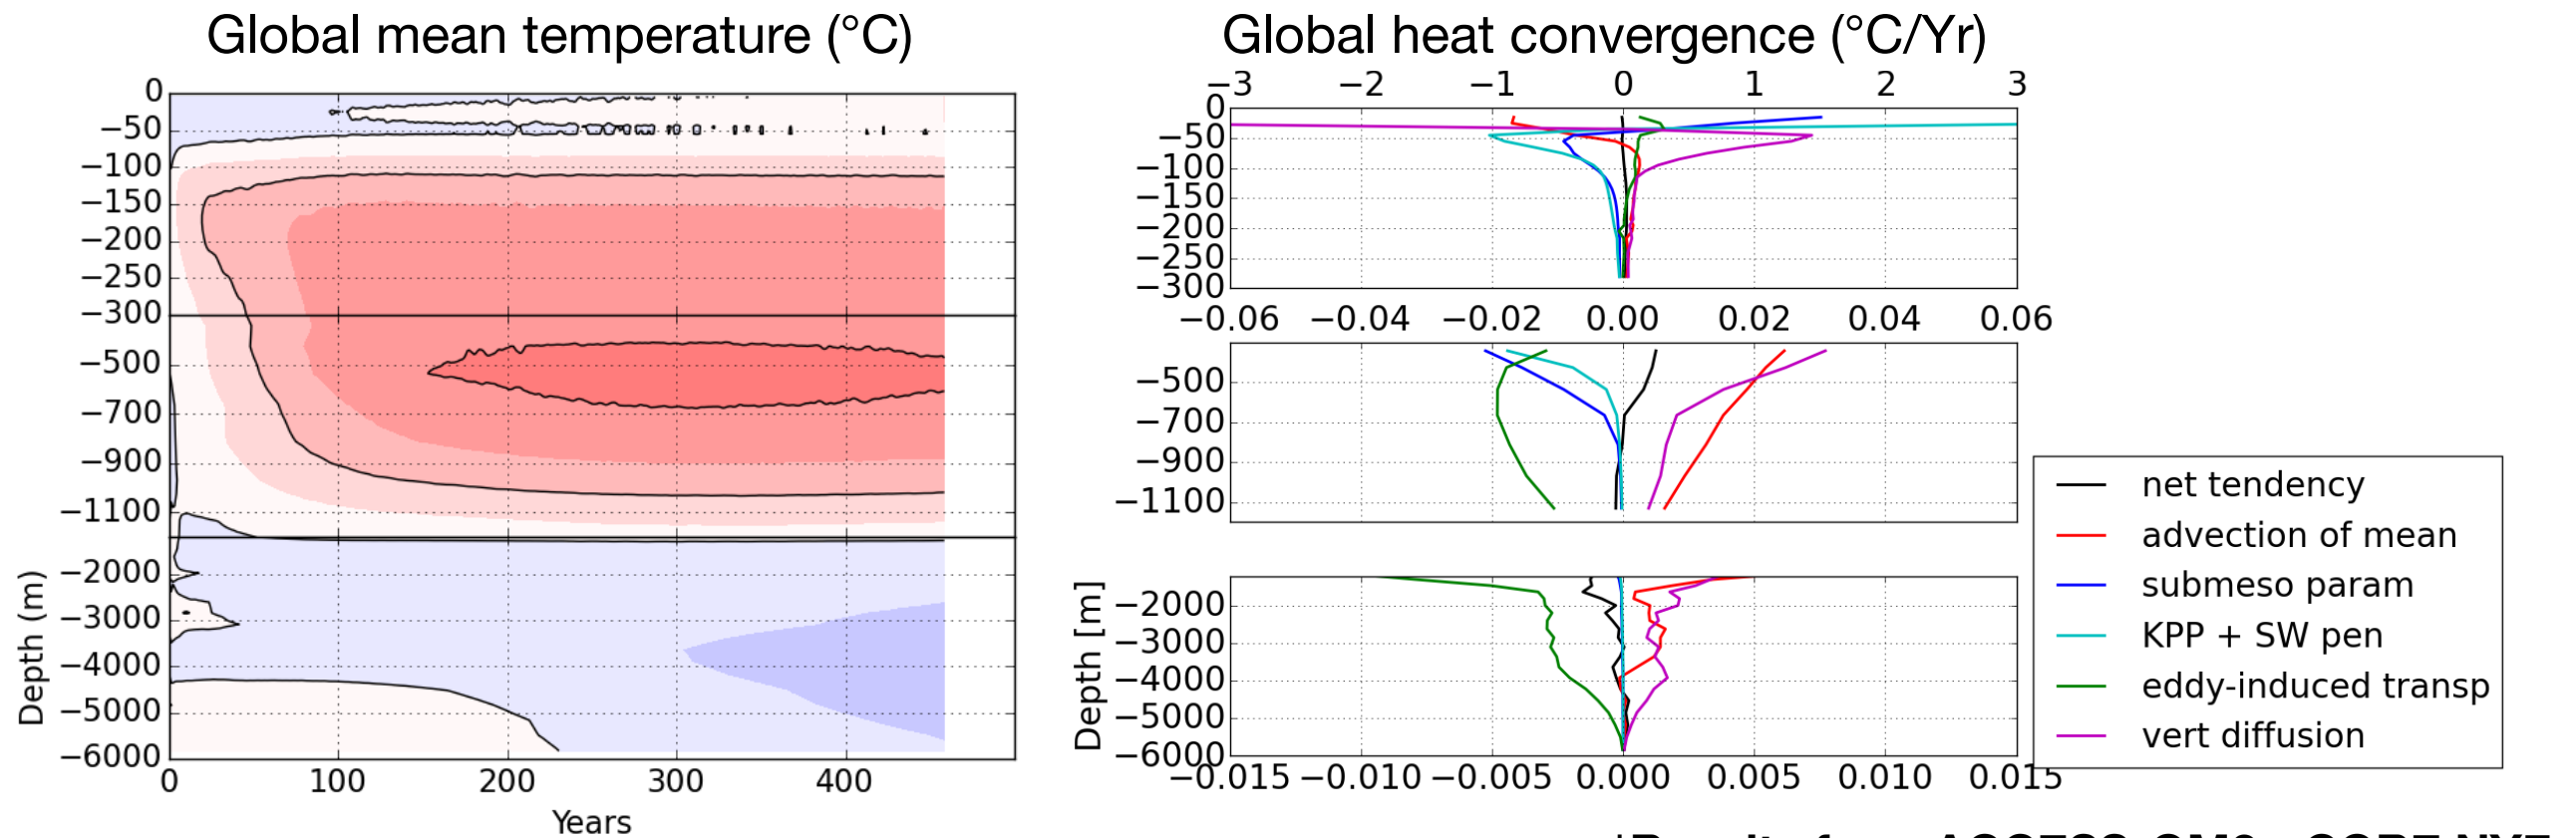 Global mean temperature (°C)
0
−50
−100
−150
−200
−250
−300
−500
−700
−900
−1100
−2000
−3000
−4000
−5000
−6000
Depth (m)
0 100 200 300 400
Years
Global heat convergence (°C/Yr)
−3 −2 −1 0 1 2 3
0
−50
−100
−150
−200
−250
−300
−0.06 −0.04 −0.02 0.00 0.02 0.04 0.06
−500
−700
−900
−1100
−2000
−3000
−4000
−5000
−6000
Depth [m]
−0.015 −0.010 −0.005 0.000 0.005 0.010 0.015
net tendency
advection of mean
submeso param
KPP + SW pen
eddy-induced transp
vert diffusion